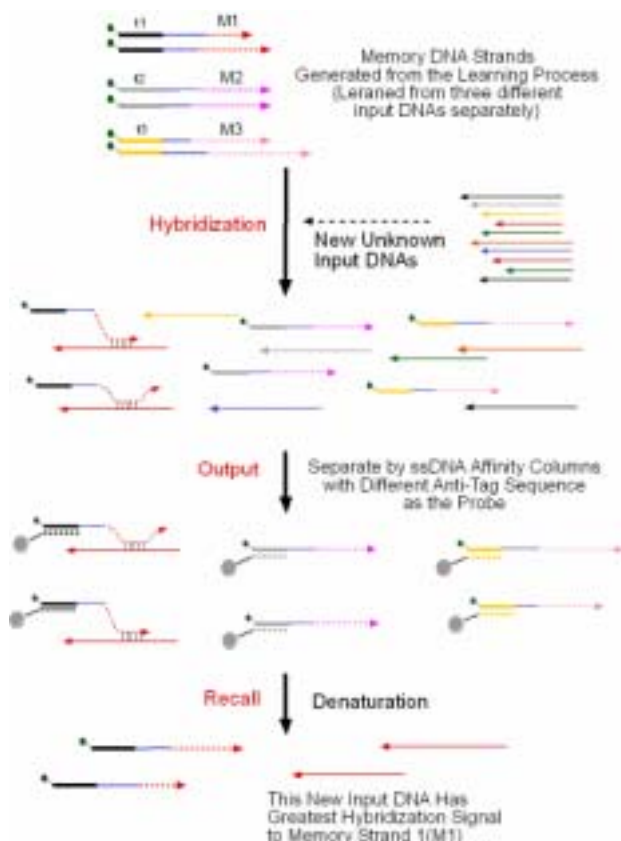 t1 M1
Memory DNA Strands
Generated from the Learning Process
(Leraned from three different
input DNAs separately)
t2 M2
t3 M3
Hybridization
New Unknown
Input DNAs
Output
Separate by ssDNA Affinity Columns
with Different Anti-Tag Sequence
as the Probe
Recall
Denaturation
This New Input DNA Has
Greatest Hybridization Signal
to Memory Strand 1(M1)